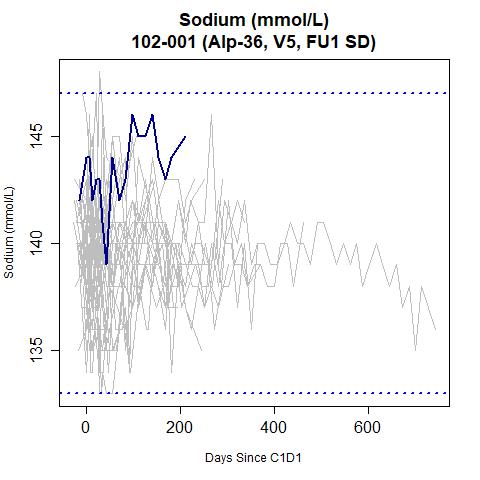 Sodium (mmol/L)
102-001 (Alp-36, V5, FU1 SD)
Sodium (mmol/L)
145
140
135
0
200
400
600
Days Since C1D1